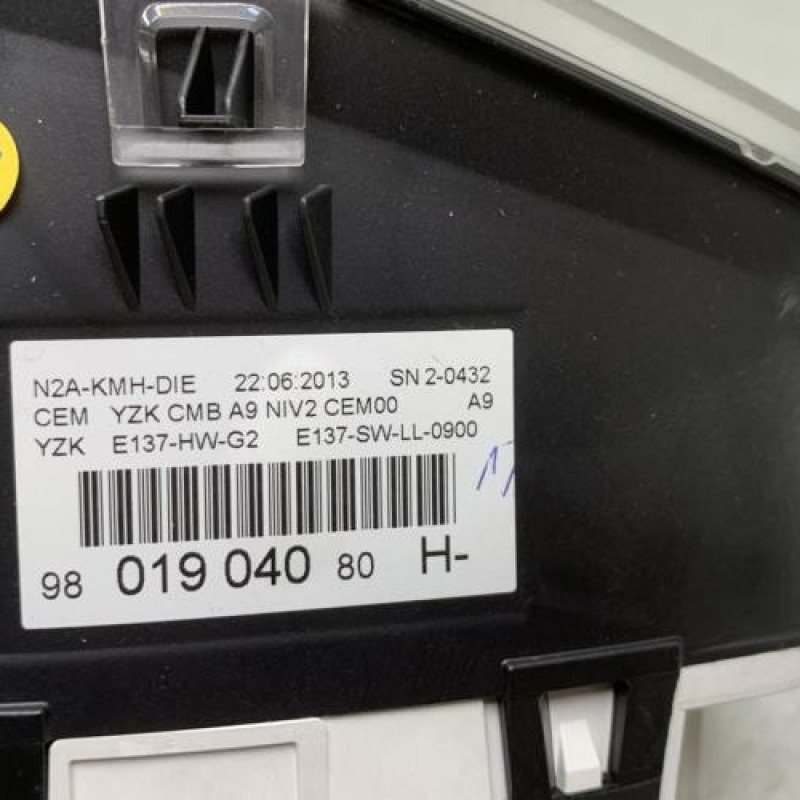 N2A-KMH-DIE 22:06:2013 SN 2-0432
CEM YZK CMB A9 NIV2 CEM00 A9
YZK E137-HW-G2 E137-SW-LL-0900
98 019 040 80 H-